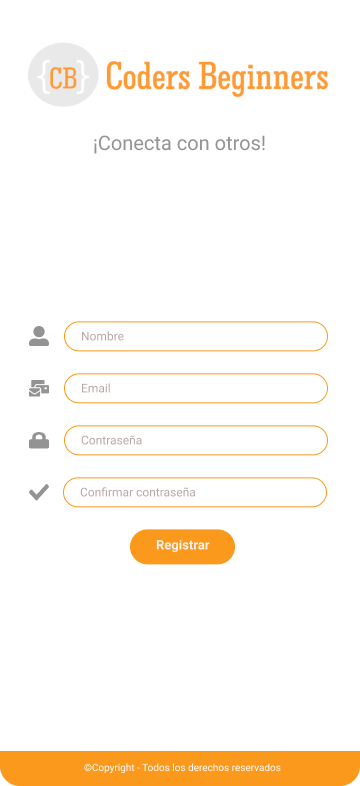 {CB} Coders Beginners
¡Conecta con otros!
Nombre
Email
Contraseña
Confirmar contraseña
Registrar
©Copyright - Todos los derechos reservados